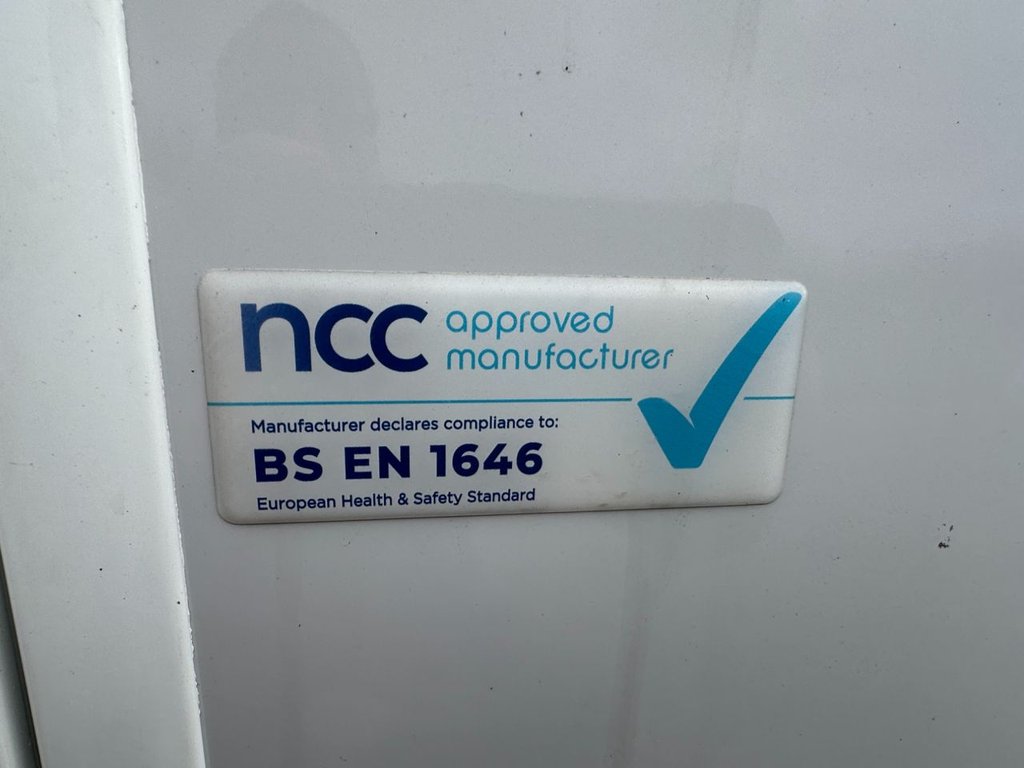 ncc approved
manufacturer
Manufacturer declares compliance to:
BS EN 1646
European Health & Safety Standard